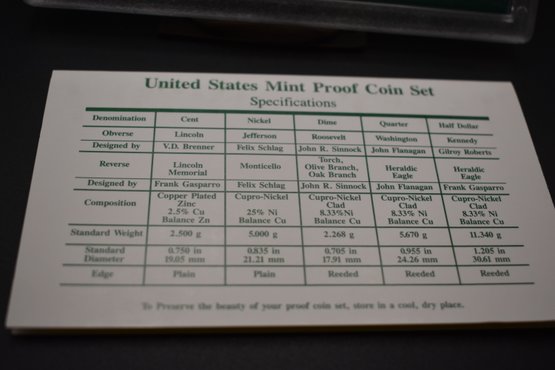 United States Mint Proof Coin Set
Specifications
Denomination Cent Nickel Dime Quarter Half Dollar
Obverse Lincoln Jefferson Roosevelt Washington Kennedy
Designed by V.D. Brenner Felix Schlag John R. Sinnock John Flanagan Gilroy Roberts
Reverse Lincoln Memorial Monticello Torch, Olive Branch, Oak Branch Heraldic Eagle Heraldic Eagle
Designed by Frank Gasparro Felix Schlag John R. Sinnock John Flanagan Frank Gasparro
Composition Copper Plated Zinc 2.5% Cu Balance Zn Cupro-Nickel 25% Ni Balance Cu Cupro-Nickel Clad 8.33% Ni Balance Cu Cupro-Nickel Clad 8.33% Ni Balance Cu Cupro-Nickel Clad 8.33% Ni Balance Cu
Standard Weight 2.500 g 5.000 g 2.268 g 5.670 g 11.340 g
Standard Diameter 0.750 in 19.05 mm 0.835 in 21.21 mm 0.705 in 17.91 mm 0.955 in 24.26 mm 1.205 in 30.61 mm
Edge Plain Plain Reeded Reeded Reeded
To Preserve the beauty of your proof coin set, store in a cool, dry place.